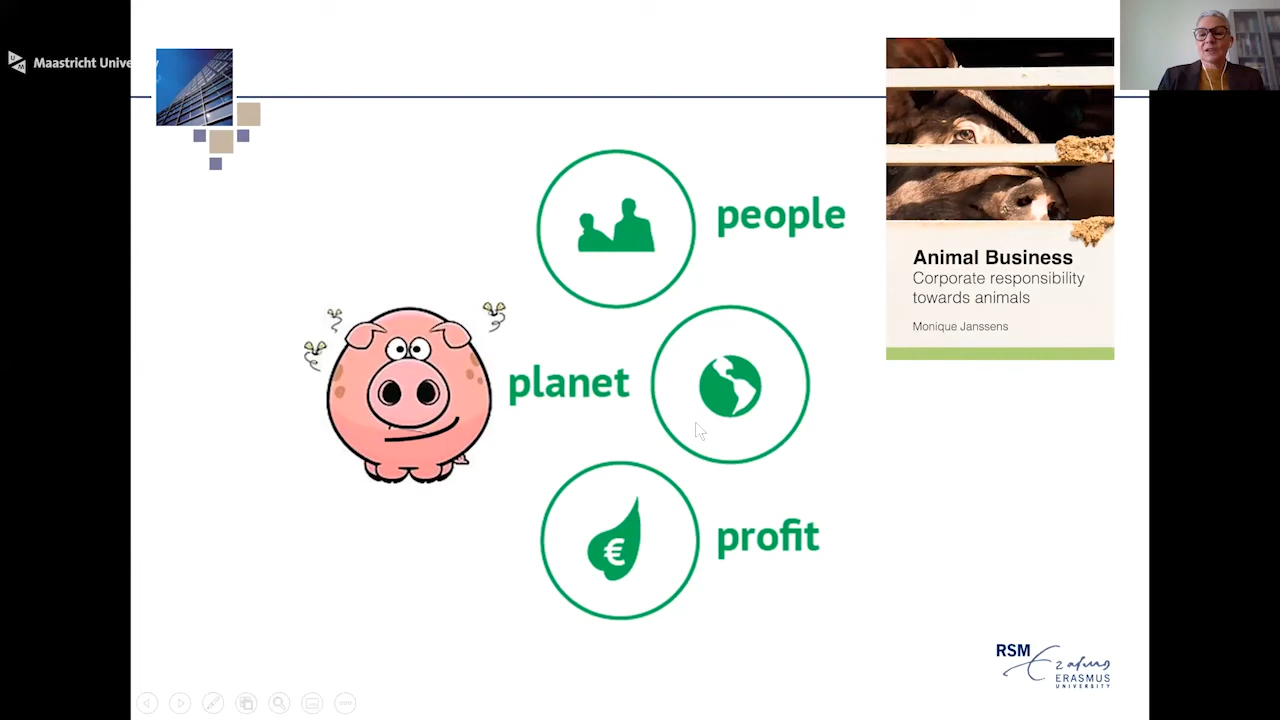 Maastricht Unive
people
planet
profit
€
Animal Business
Corporate responsibility
towards animals
Monique Janssens
RSM
Erasmus
ERASMUS
UNIVERSITY